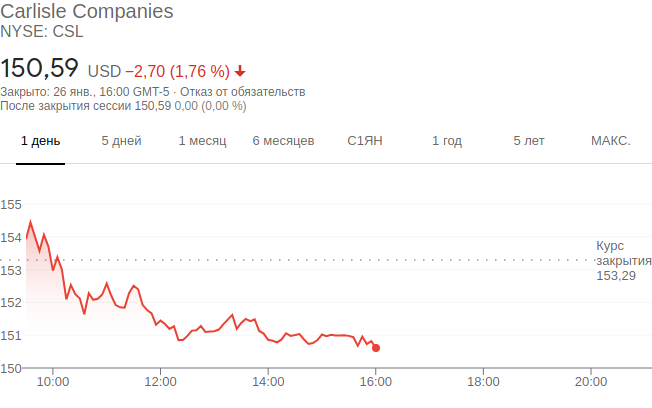 Carlisle Companies
NYSE: CSL
150,59 USD −2,70 (1,76 %)
Закрыто: 26 янв., 16:00 GMT-5 · Отказ от обязательств
После закрытия сессии 150,59 0,00 (0,00 %)
1 день 5 дней 1 месяц 6 месяцев С1ЯН 1 год 5 лет МАКС.
155
154
Курс
закрытия
153,29
153
152
151
150
10:00 12:00 14:00 16:00 18:00 20:00